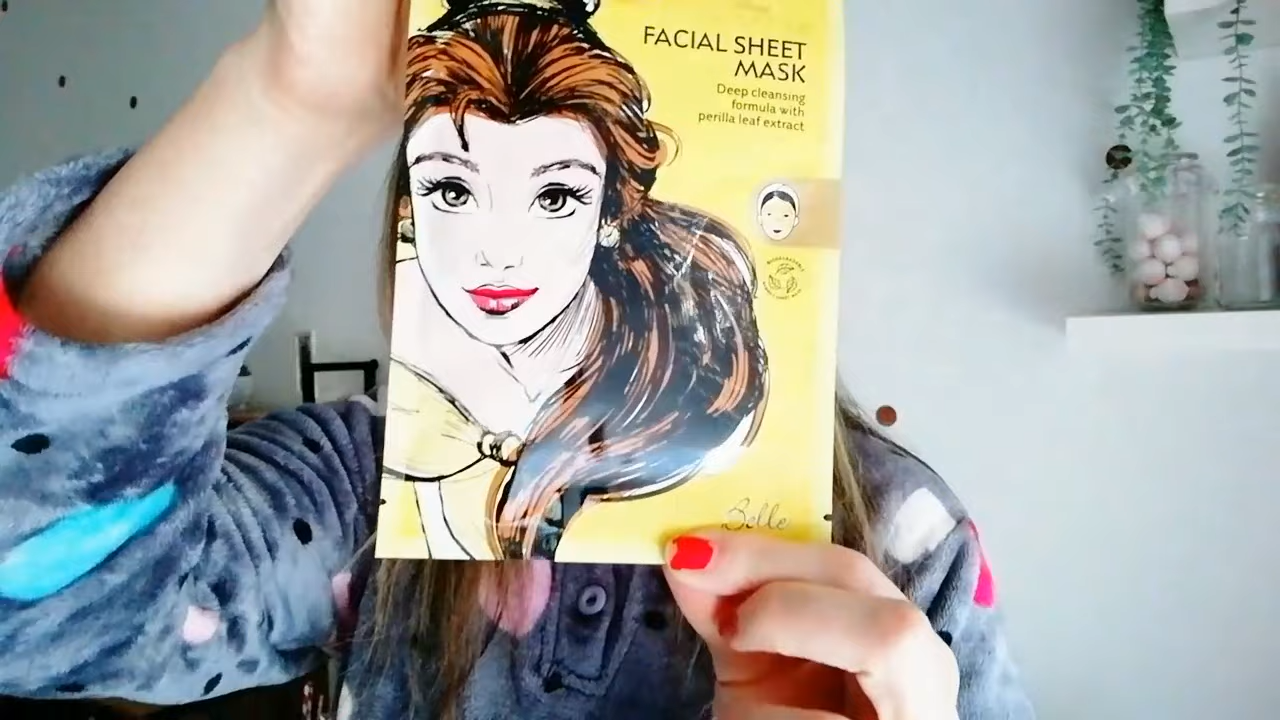 FACIAL SHEET
MASK
Deep cleansing
formula with
perilla leaf extract
Belle